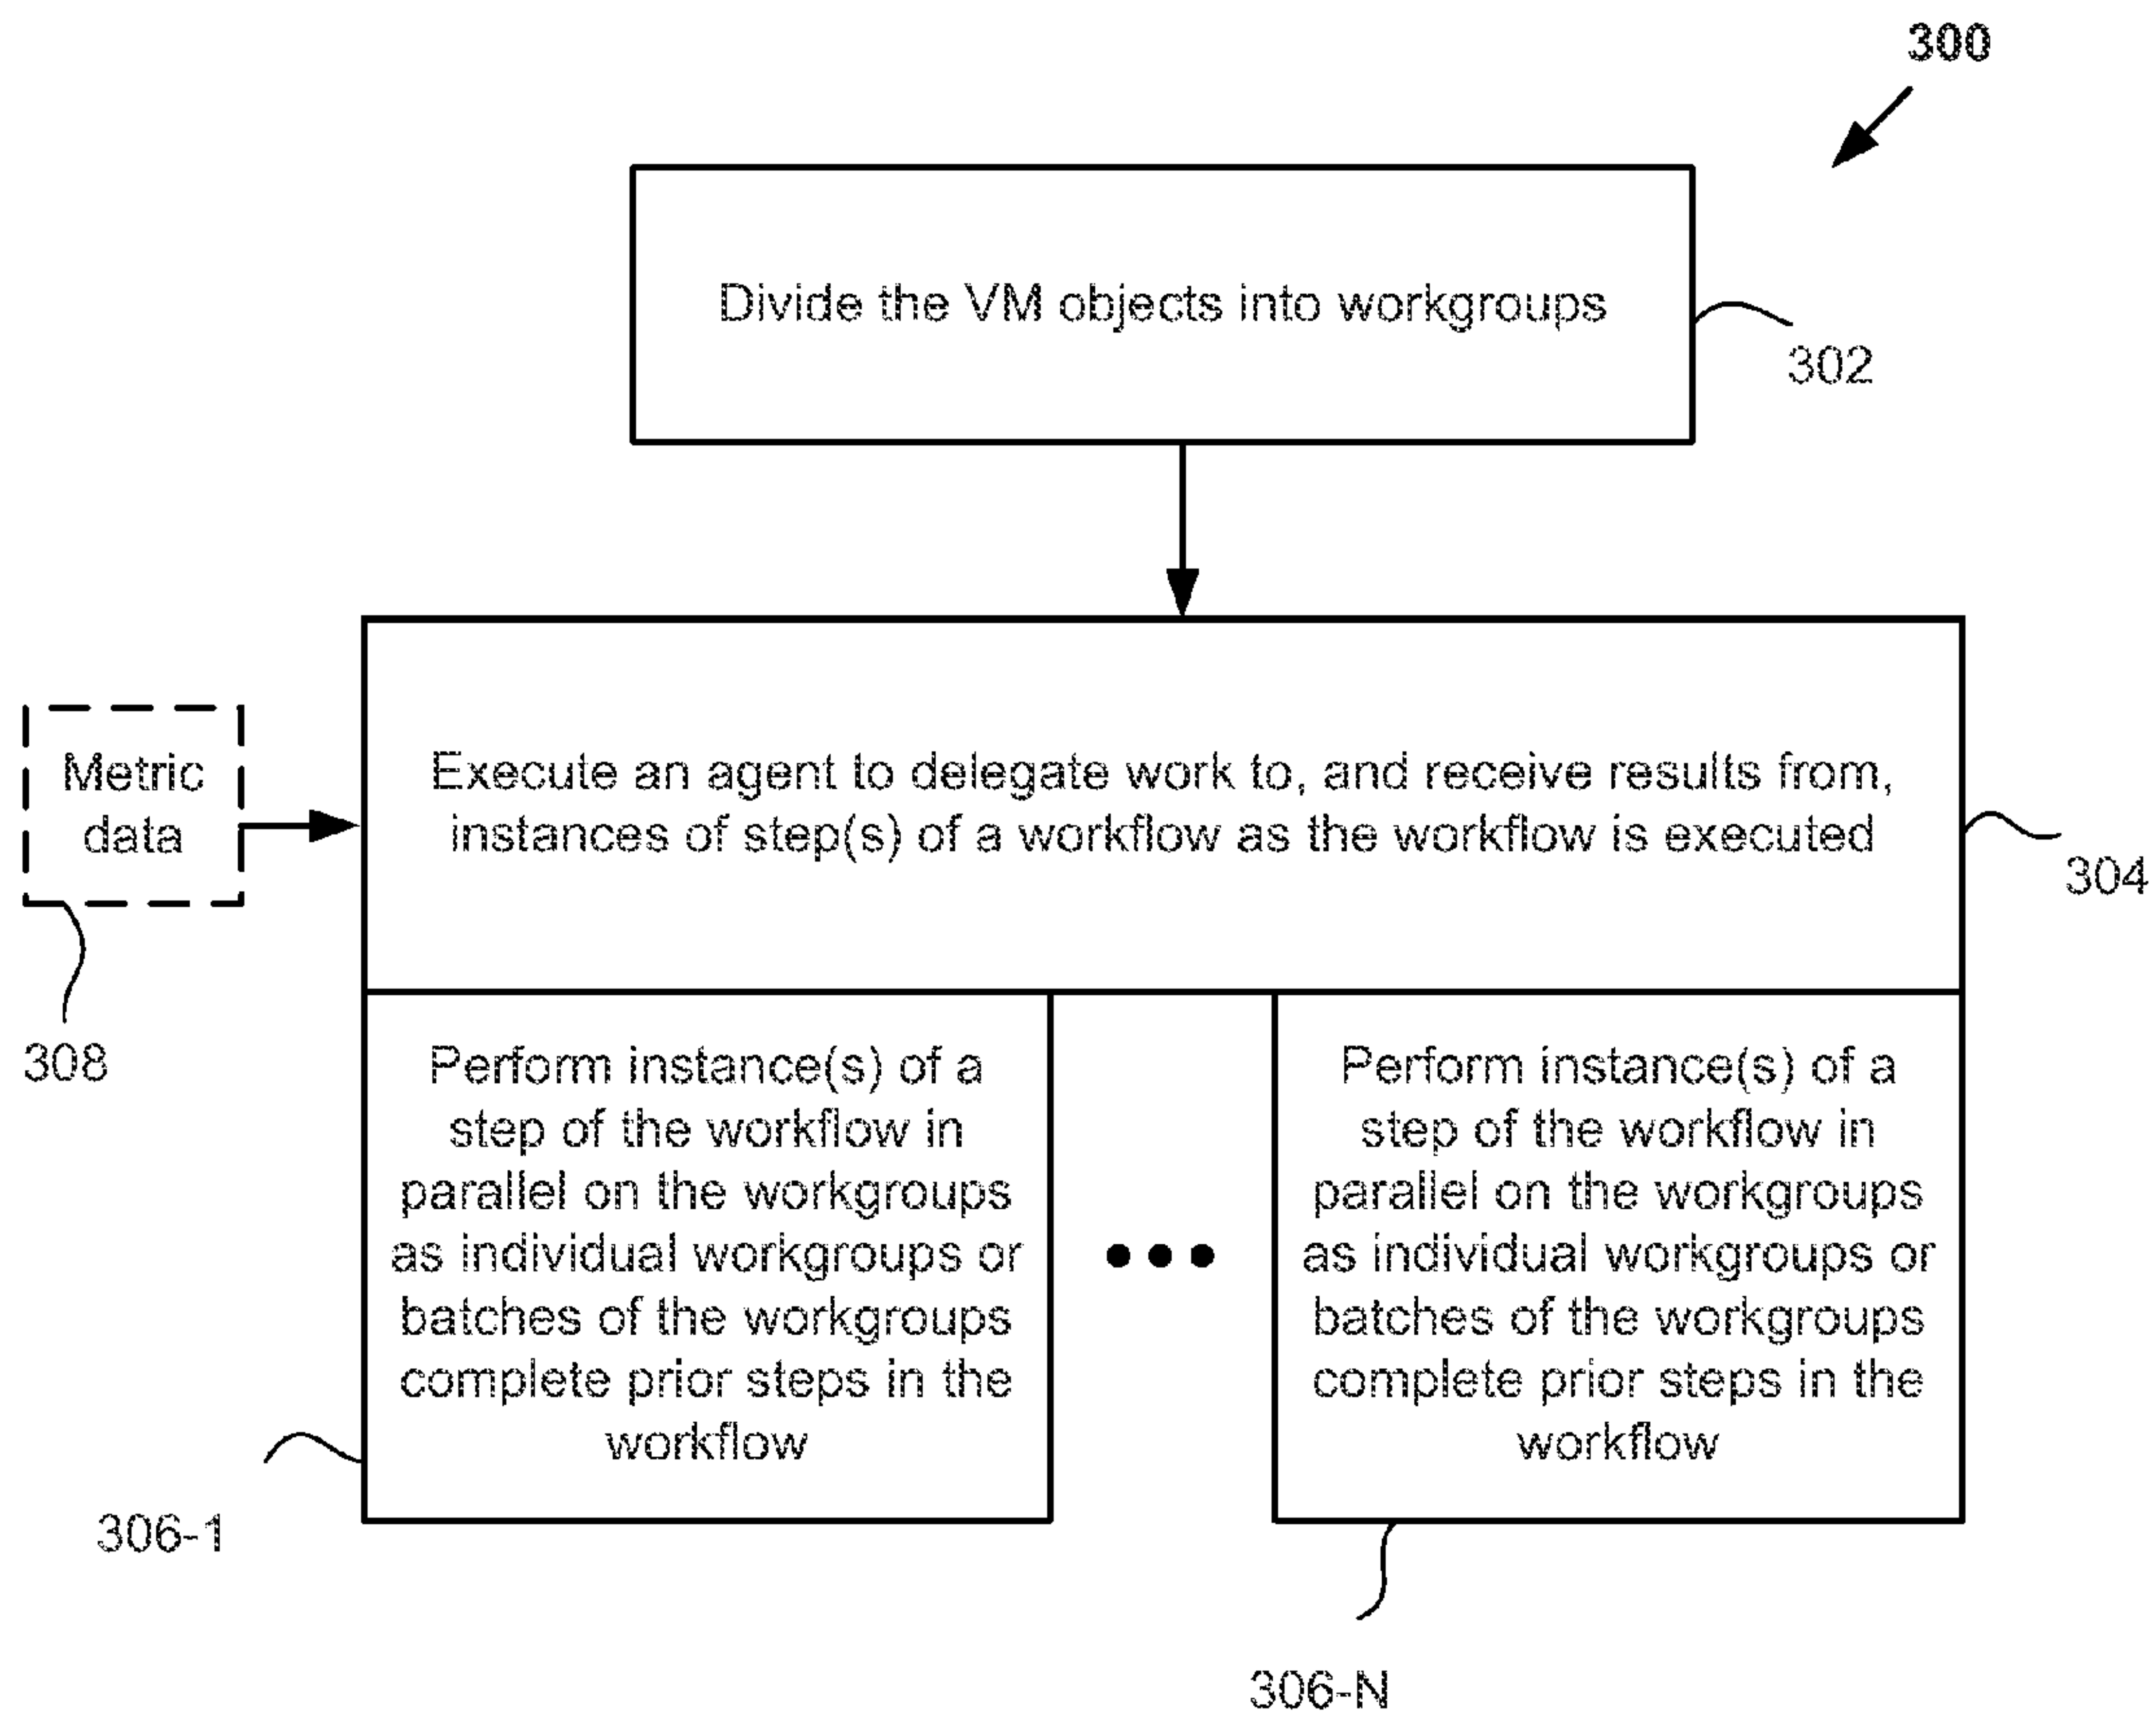 300
Divide the VM objects into workgroups
302
Metric
data
308
Execute an agent to delegate work to, and receive results from,
instances of step(s) of a workflow as the workflow is executed
304
Perform instance(s) of a
step of the workflow in
parallel on the workgroups
as individual workgroups or
batches of the workgroups
complete prior steps in the
workflow
306-1
Perform instance(s) of a
step of the workflow in
parallel on the workgroups
as individual workgroups or
batches of the workgroups
complete prior steps in the
workflow
306-N